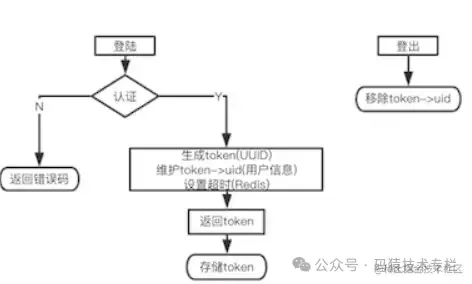 登陆
登出
认证
移除token->uid
N
Y
生成token(UUID)
维护token->uid(用户信息)
设置超时(Redis)
返回错误码
返回token
存储token
公众号 · 码猿技术专栏